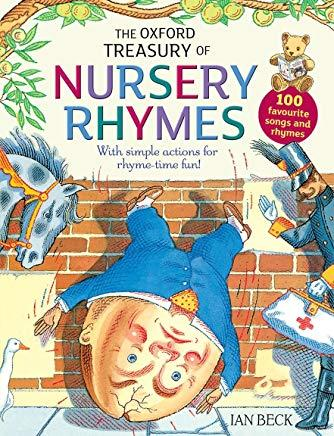 THE OXFORD
TREASURY OF
NURSERY
RHYMES
With simple actions for
rhyme-time fun!
100
favourite
songs and
rhymes
IAN BECK